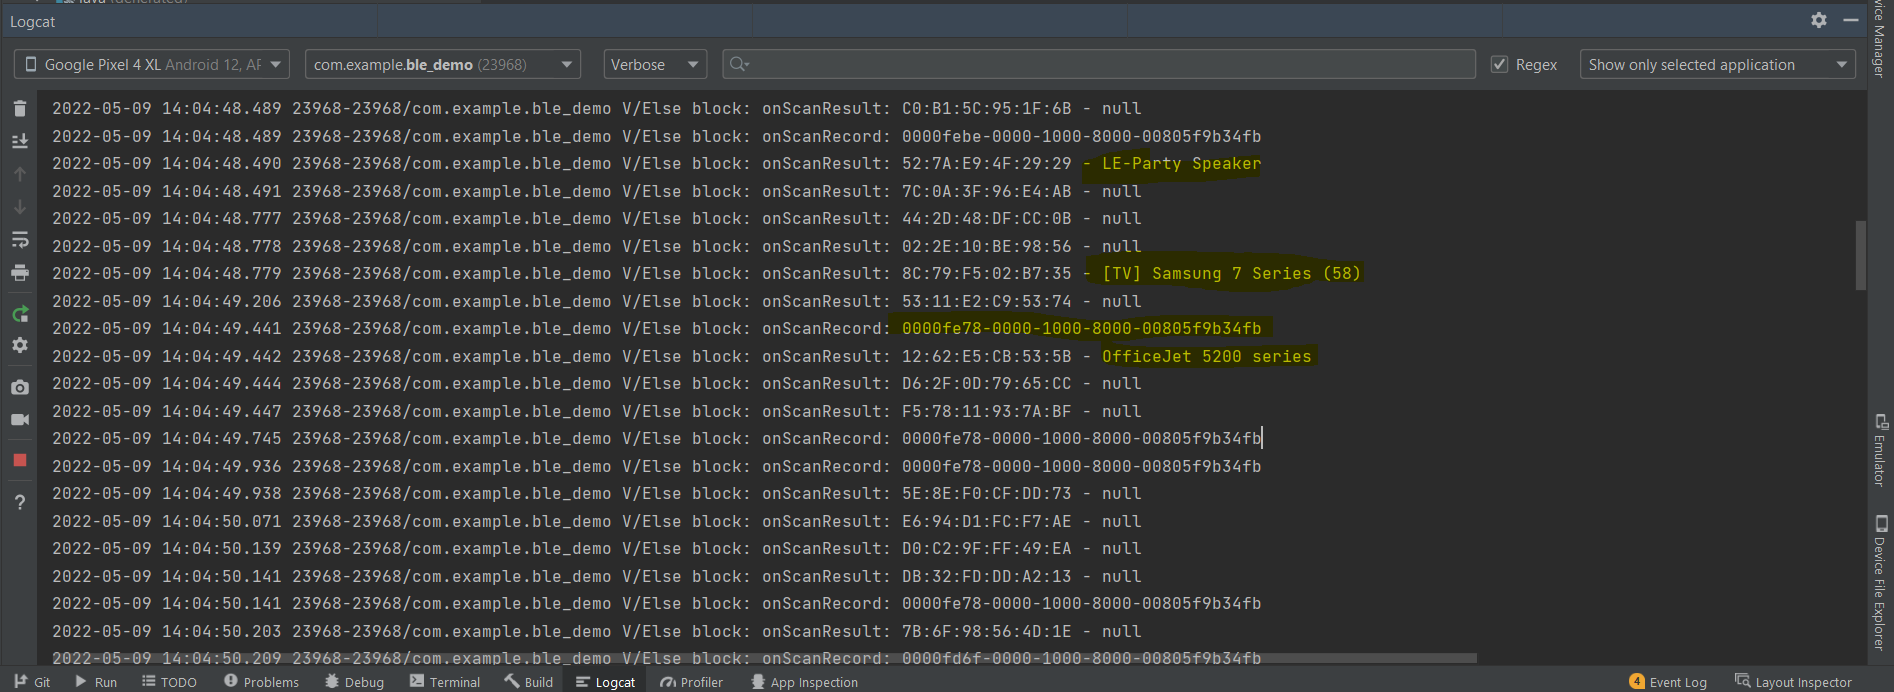 Java (Generated)
Logcat
Google Pixel 4 XL Android 12, AP
com.example.ble_demo (23968)
Verbose
Regex
Show only selected application
2022-05-09 14:04:48.489 23968-23968/com.example.ble_demo V/Else block: onScanResult: C0:B1:5C:95:1F:6B - null
2022-05-09 14:04:48.489 23968-23968/com.example.ble_demo V/Else block: onScanRecord: 0000febe-0000-1000-8000-00805f9b34fb
2022-05-09 14:04:48.490 23968-23968/com.example.ble_demo V/Else block: onScanResult: 52:7A:E9:4F:29:29 - LE-Party Speaker
2022-05-09 14:04:48.491 23968-23968/com.example.ble_demo V/Else block: onScanResult: 7C:0A:3F:96:E4:AB - null
2022-05-09 14:04:48.777 23968-23968/com.example.ble_demo V/Else block: onScanResult: 44:2D:48:DF:CC:0B - null
2022-05-09 14:04:48.778 23968-23968/com.example.ble_demo V/Else block: onScanResult: 02:2E:10:BE:98:56 - null
2022-05-09 14:04:48.779 23968-23968/com.example.ble_demo V/Else block: onScanResult: 8C:79:F5:02:B7:35 - [TV] Samsung 7 Series (58)
2022-05-09 14:04:49.206 23968-23968/com.example.ble_demo V/Else block: onScanResult: 53:11:E2:C9:53:74 - null
2022-05-09 14:04:49.441 23968-23968/com.example.ble_demo V/Else block: onScanRecord: 0000fe78-0000-1000-8000-00805f9b34fb
2022-05-09 14:04:49.442 23968-23968/com.example.ble_demo V/Else block: onScanResult: 12:62:E5:CB:53:5B - OfficeJet 5200 series
2022-05-09 14:04:49.444 23968-23968/com.example.ble_demo V/Else block: onScanResult: D6:2F:0D:79:65:CC - null
2022-05-09 14:04:49.447 23968-23968/com.example.ble_demo V/Else block: onScanResult: F5:78:11:93:7A:BF - null
2022-05-09 14:04:49.745 23968-23968/com.example.ble_demo V/Else block: onScanRecord: 0000fe78-0000-1000-8000-00805f9b34fb
2022-05-09 14:04:49.936 23968-23968/com.example.ble_demo V/Else block: onScanRecord: 0000fe78-0000-1000-8000-00805f9b34fb
2022-05-09 14:04:49.938 23968-23968/com.example.ble_demo V/Else block: onScanResult: 5E:8E:F0:CF:DD:73 - null
2022-05-09 14:04:50.071 23968-23968/com.example.ble_demo V/Else block: onScanResult: E6:94:D1:FC:F7:AE - null
2022-05-09 14:04:50.139 23968-23968/com.example.ble_demo V/Else block: onScanResult: D0:C2:9F:FF:49:EA - null
2022-05-09 14:04:50.141 23968-23968/com.example.ble_demo V/Else block: onScanResult: DB:32:FD:DD:A2:13 - null
2022-05-09 14:04:50.141 23968-23968/com.example.ble_demo V/Else block: onScanRecord: 0000fe78-0000-1000-8000-00805f9b34fb
2022-05-09 14:04:50.203 23968-23968/com.example.ble_demo V/Else block: onScanResult: 7B:6F:98:56:4D:1E - null
2022-05-09 14:04:50.209 23968-23968/com.example.ble_demo V/Else block: onScanRecord: 0000fd6f-0000-1000-8000-00805f9b34fb
Git
Run
TODO
Problems
Debug
Terminal
Build
Logcat
Profiler
App Inspection
4 Event Log
Layout Inspector
vice Manager
Emulator
Device File Explorer